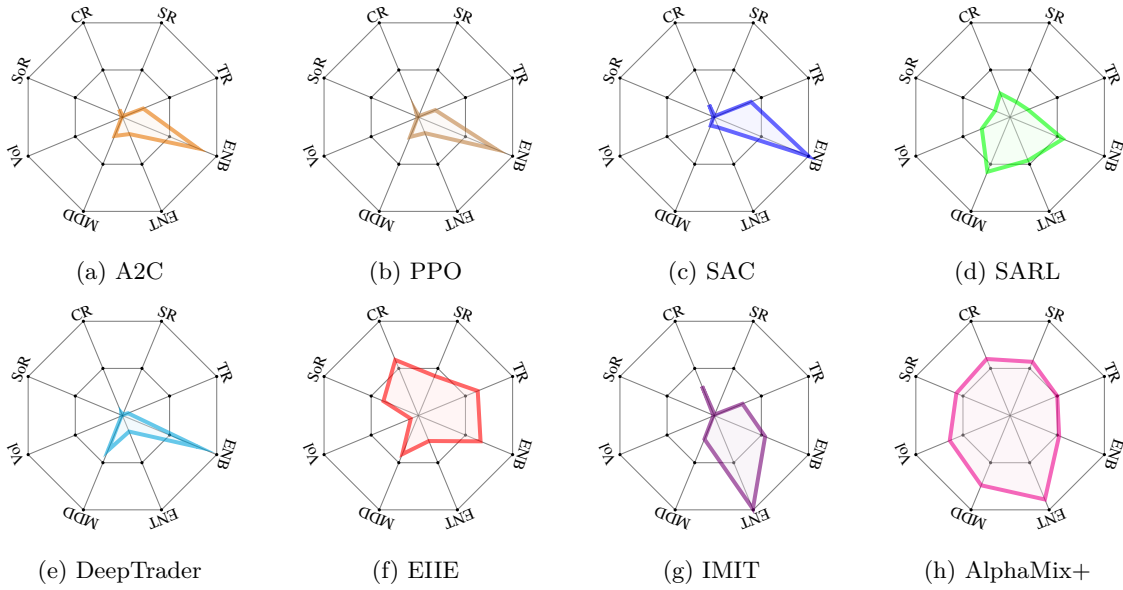 CR SR CR SR CR SR CR SR
SoR TR SoR TR SoR TR SoR TR
Vol ENB Vol ENB Vol ENB Vol ENB
MDD ENT MDD ENT MDD ENT MDD ENT
(a) A2C (b) PPO (c) SAC (d) SARL
CR SR CR SR CR SR CR SR
SoR TR SoR TR SoR TR SoR TR
Vol ENB Vol ENB Vol ENB Vol ENB
MDD ENT MDD ENT MDD ENT MDD ENT
(e) DeepTrader (f) EIIE (g) IMIT (h) AlphaMix+